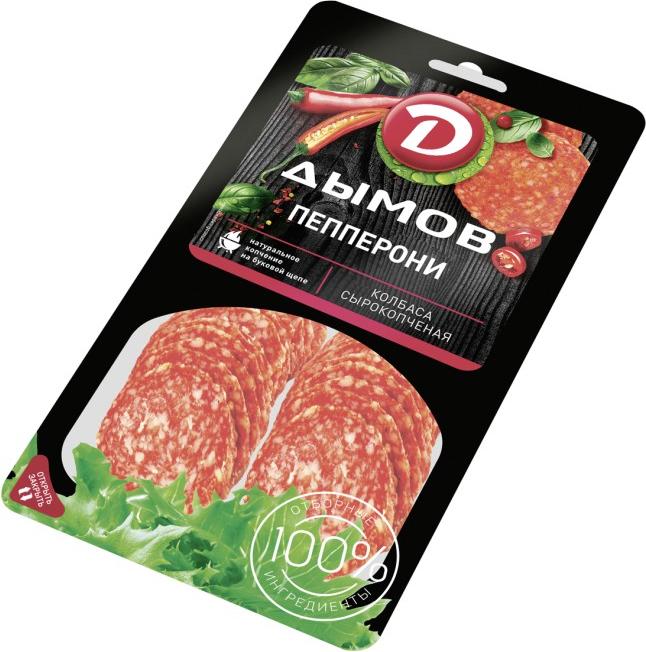 Д
ДЫМОВ
ПЕППЕРОНИ
натуральное
копчение
на буковой щепе
КОЛБАСА
СЫРОКОПЧЕНАЯ
ОТКРЫТЬ
ЗАКРЫТЬ
ОТБОРНЫЕ
100%
ИНГРЕДИЕНТЫ